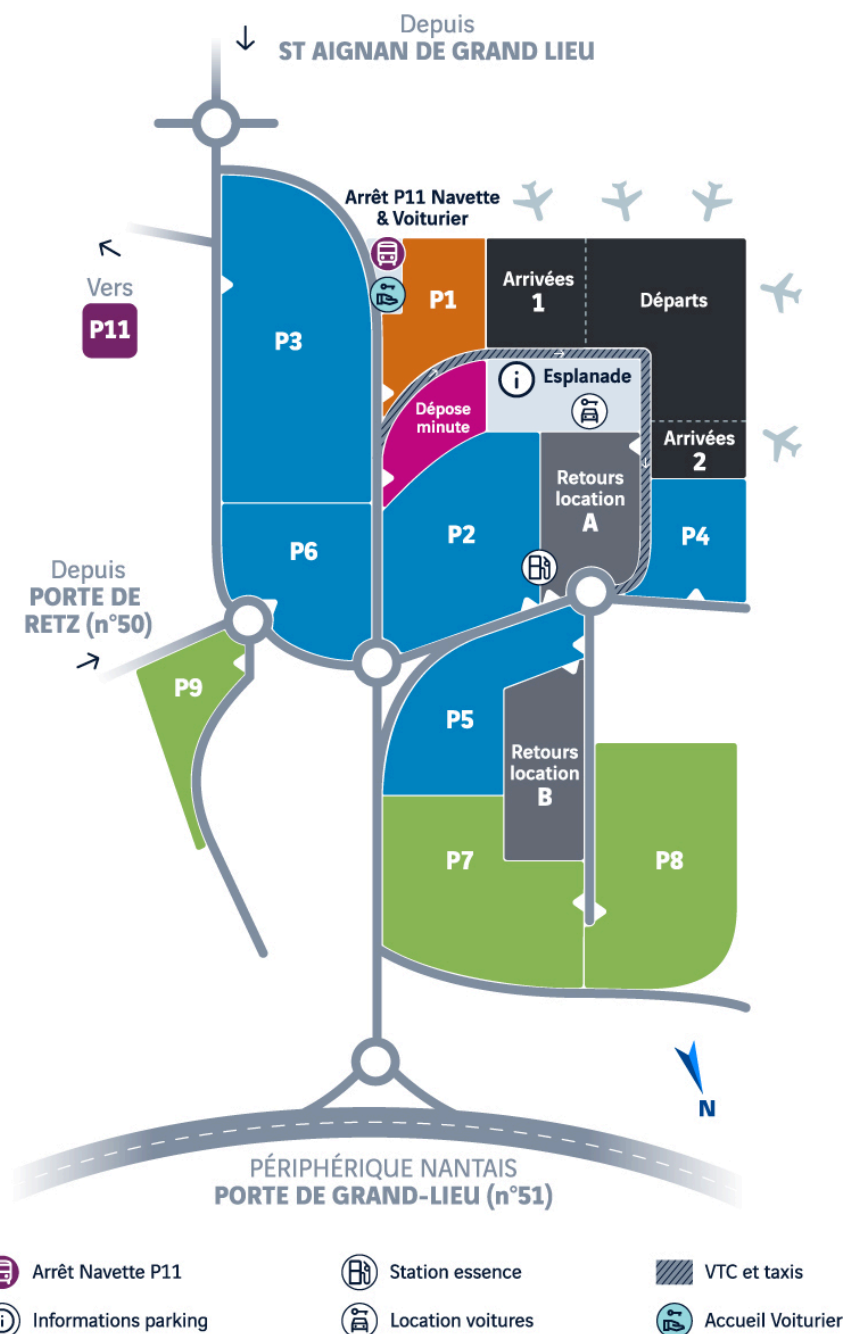 Depuis
ST AIGNAN DE GRAND LIEU
Arrêt P11 Navette
& Voiturier
Vers
P11
P3
P1
Arrivées
1
Départs
Esplanade
Dépose
minute
Arrivées
2
Retours
location
A
P6
P2
P4
Depuis
PORTE DE
RETZ (n°50)
P9
P5
Retours
location
B
P7
P8
N
PÉRIPHÉRIQUE NANTAIS
PORTE DE GRAND-LIEU (n°51)
Arrêt Navette P11
Station essence
VTC et taxis
Informations parking
Location voitures
Accueil Voiturier